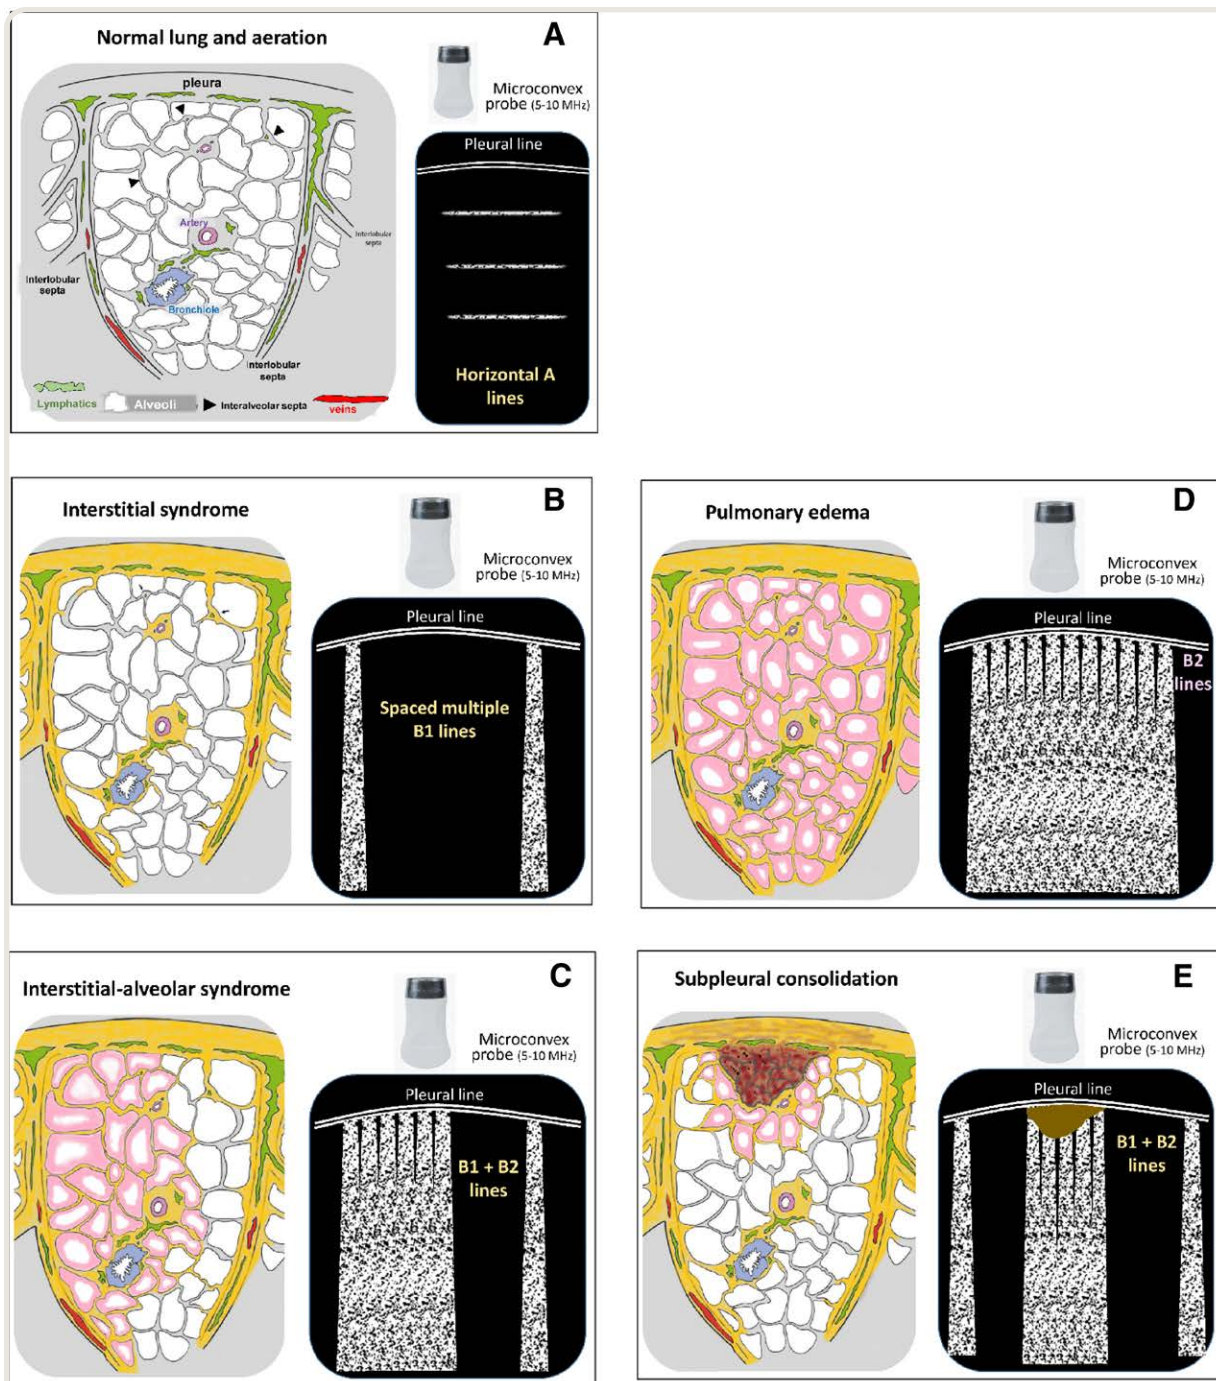 Normal lung and aeration
A
pleura
Artery
Bronchiole
Interlobular
septa
Interlobular
septa
Interlobular
septa
Lymphatics
Alveoli
Interalveolar septa
veins
Microconvex
probe (5-10 MHz)
Pleural line
Horizontal A
lines
Interstitial syndrome
B
Microconvex
probe (5-10 MHz)
Pleural line
Spaced multiple
B1 lines
Pulmonary edema
D
Microconvex
probe (5-10 MHz)
Pleural line
B2
lines
Interstitial-alveolar syndrome
C
Microconvex
probe (5-10 MHz)
Pleural line
B1 + B2
lines
Subpleural consolidation
E
Microconvex
probe (5-10 MHz)
Pleural line
B1 + B2
lines